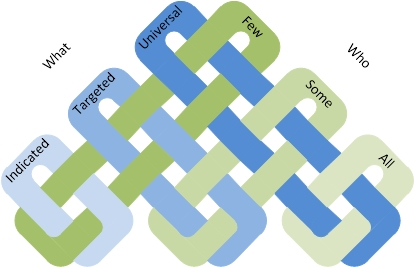 What
Who
Universal
Few
Targeted
Some
Indicated
All